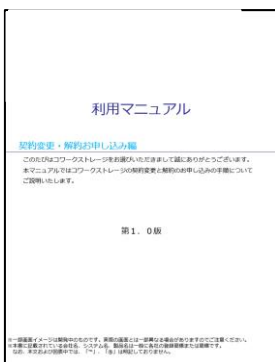 利用マニュアル
契約変更・解約お申し込み編
このたびはコワークストレージをお選びいただきまして誠にありがとうございます。
本マニュアルではコワークストレージの契約変更と解約のお申し込みの手順について
ご説明いたします。
第１．０版
※一部画面イメージは開発中のものです。実際の画面とは一部異なる場合がありますのでご注意ください。
※本書に記載されている会社名、システム名、製品名は一般に各社の登録商標または商標です。
なお、本文および図表中では、「™」、「®」は明記しておりません。